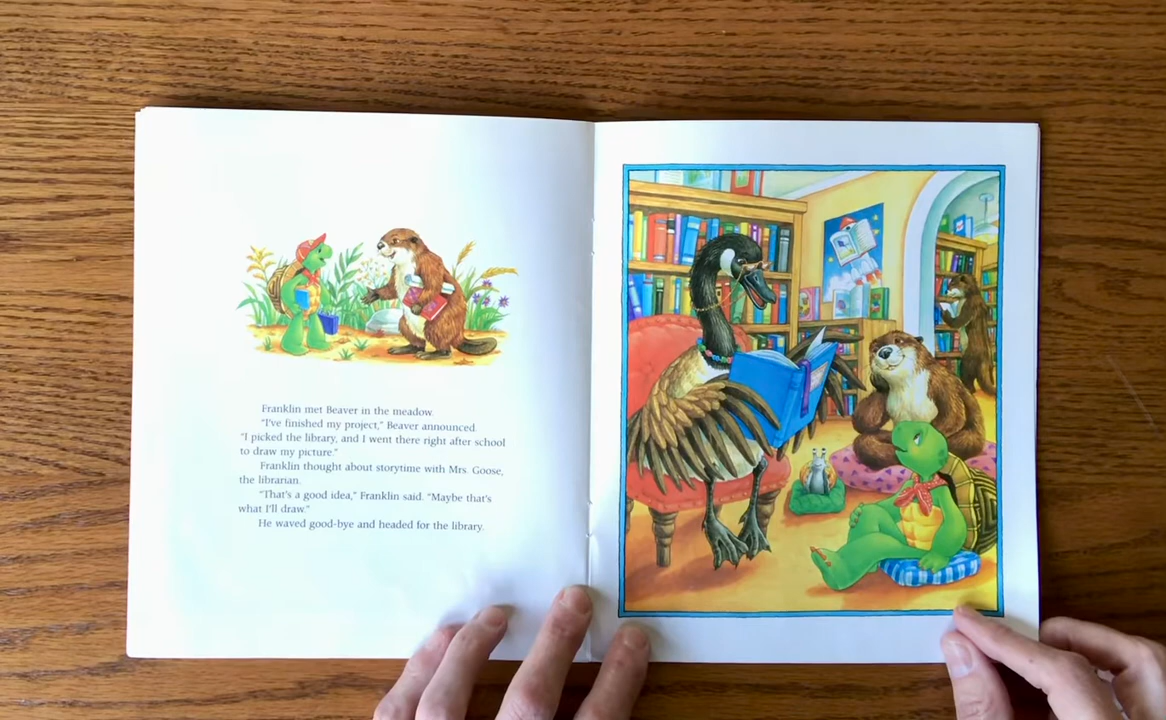 Franklin met Beaver in the meadow.
"I've finished my project," Beaver announced.
"I picked the library, and I went there right after school
to draw my picture."
Franklin thought about storytime with Mrs. Goose,
the librarian.
"That's a good idea," Franklin said. "Maybe that's
what I'll draw."
He waved good-bye and headed for the library.